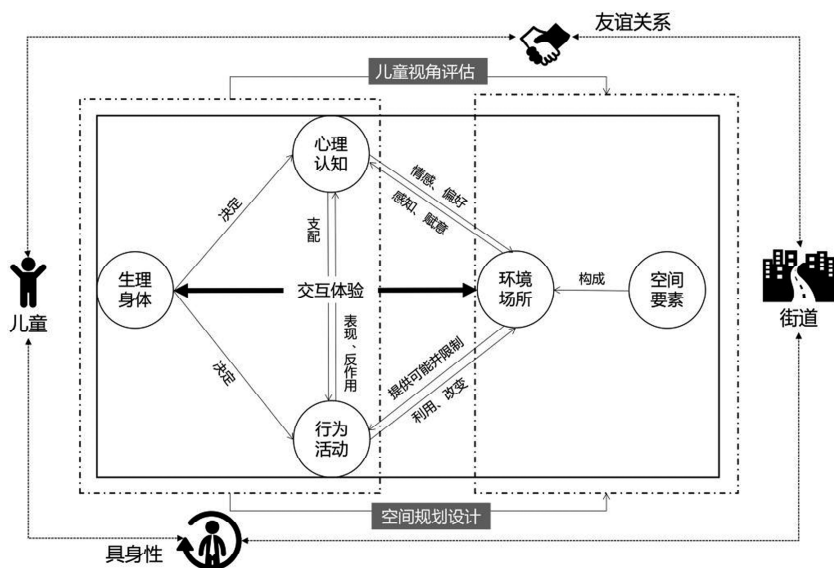 友谊关系
儿童视角评估
心理
认知
情感、偏好
感知、赋意
决定
支配
生理
身体
交互体验
环境
场所
构成
空间
要素
儿童
街道
表现、反作用
决定
提供可能并限制
利用、改变
行为
活动
空间规划设计
具身性